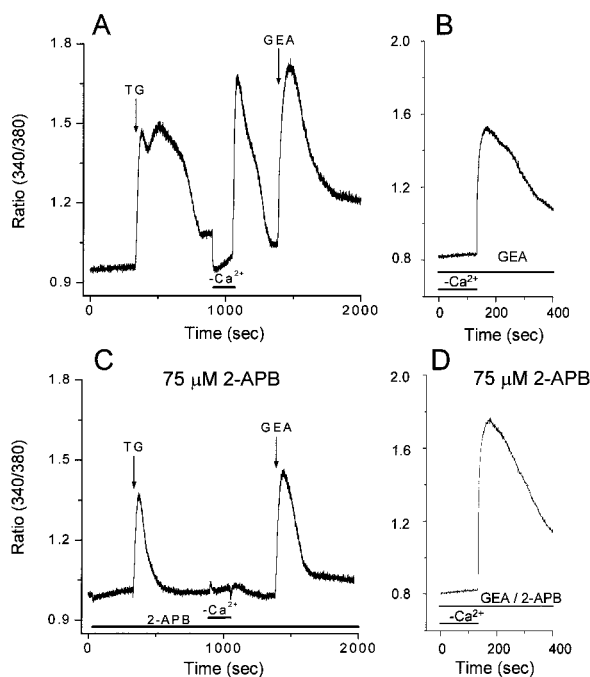 A
B
1.8
1.5
1.2
0.9
Ratio (340/380)
TG
GEA
-Ca2+
0
1000
2000
Time (sec)
2.0
1.6
1.2
0.8
GEA
-Ca2+
0
200
400
Time (sec)
C
75 μM 2-APB
D
75 μM 2-APB
1.8
1.5
1.2
0.9
Ratio (340/380)
TG
GEA
-Ca2+
2-APB
0
1000
2000
Time (sec)
2.0
1.6
1.2
0.8
GEA / 2-APB
-Ca2+
0
200
400
Time (sec)